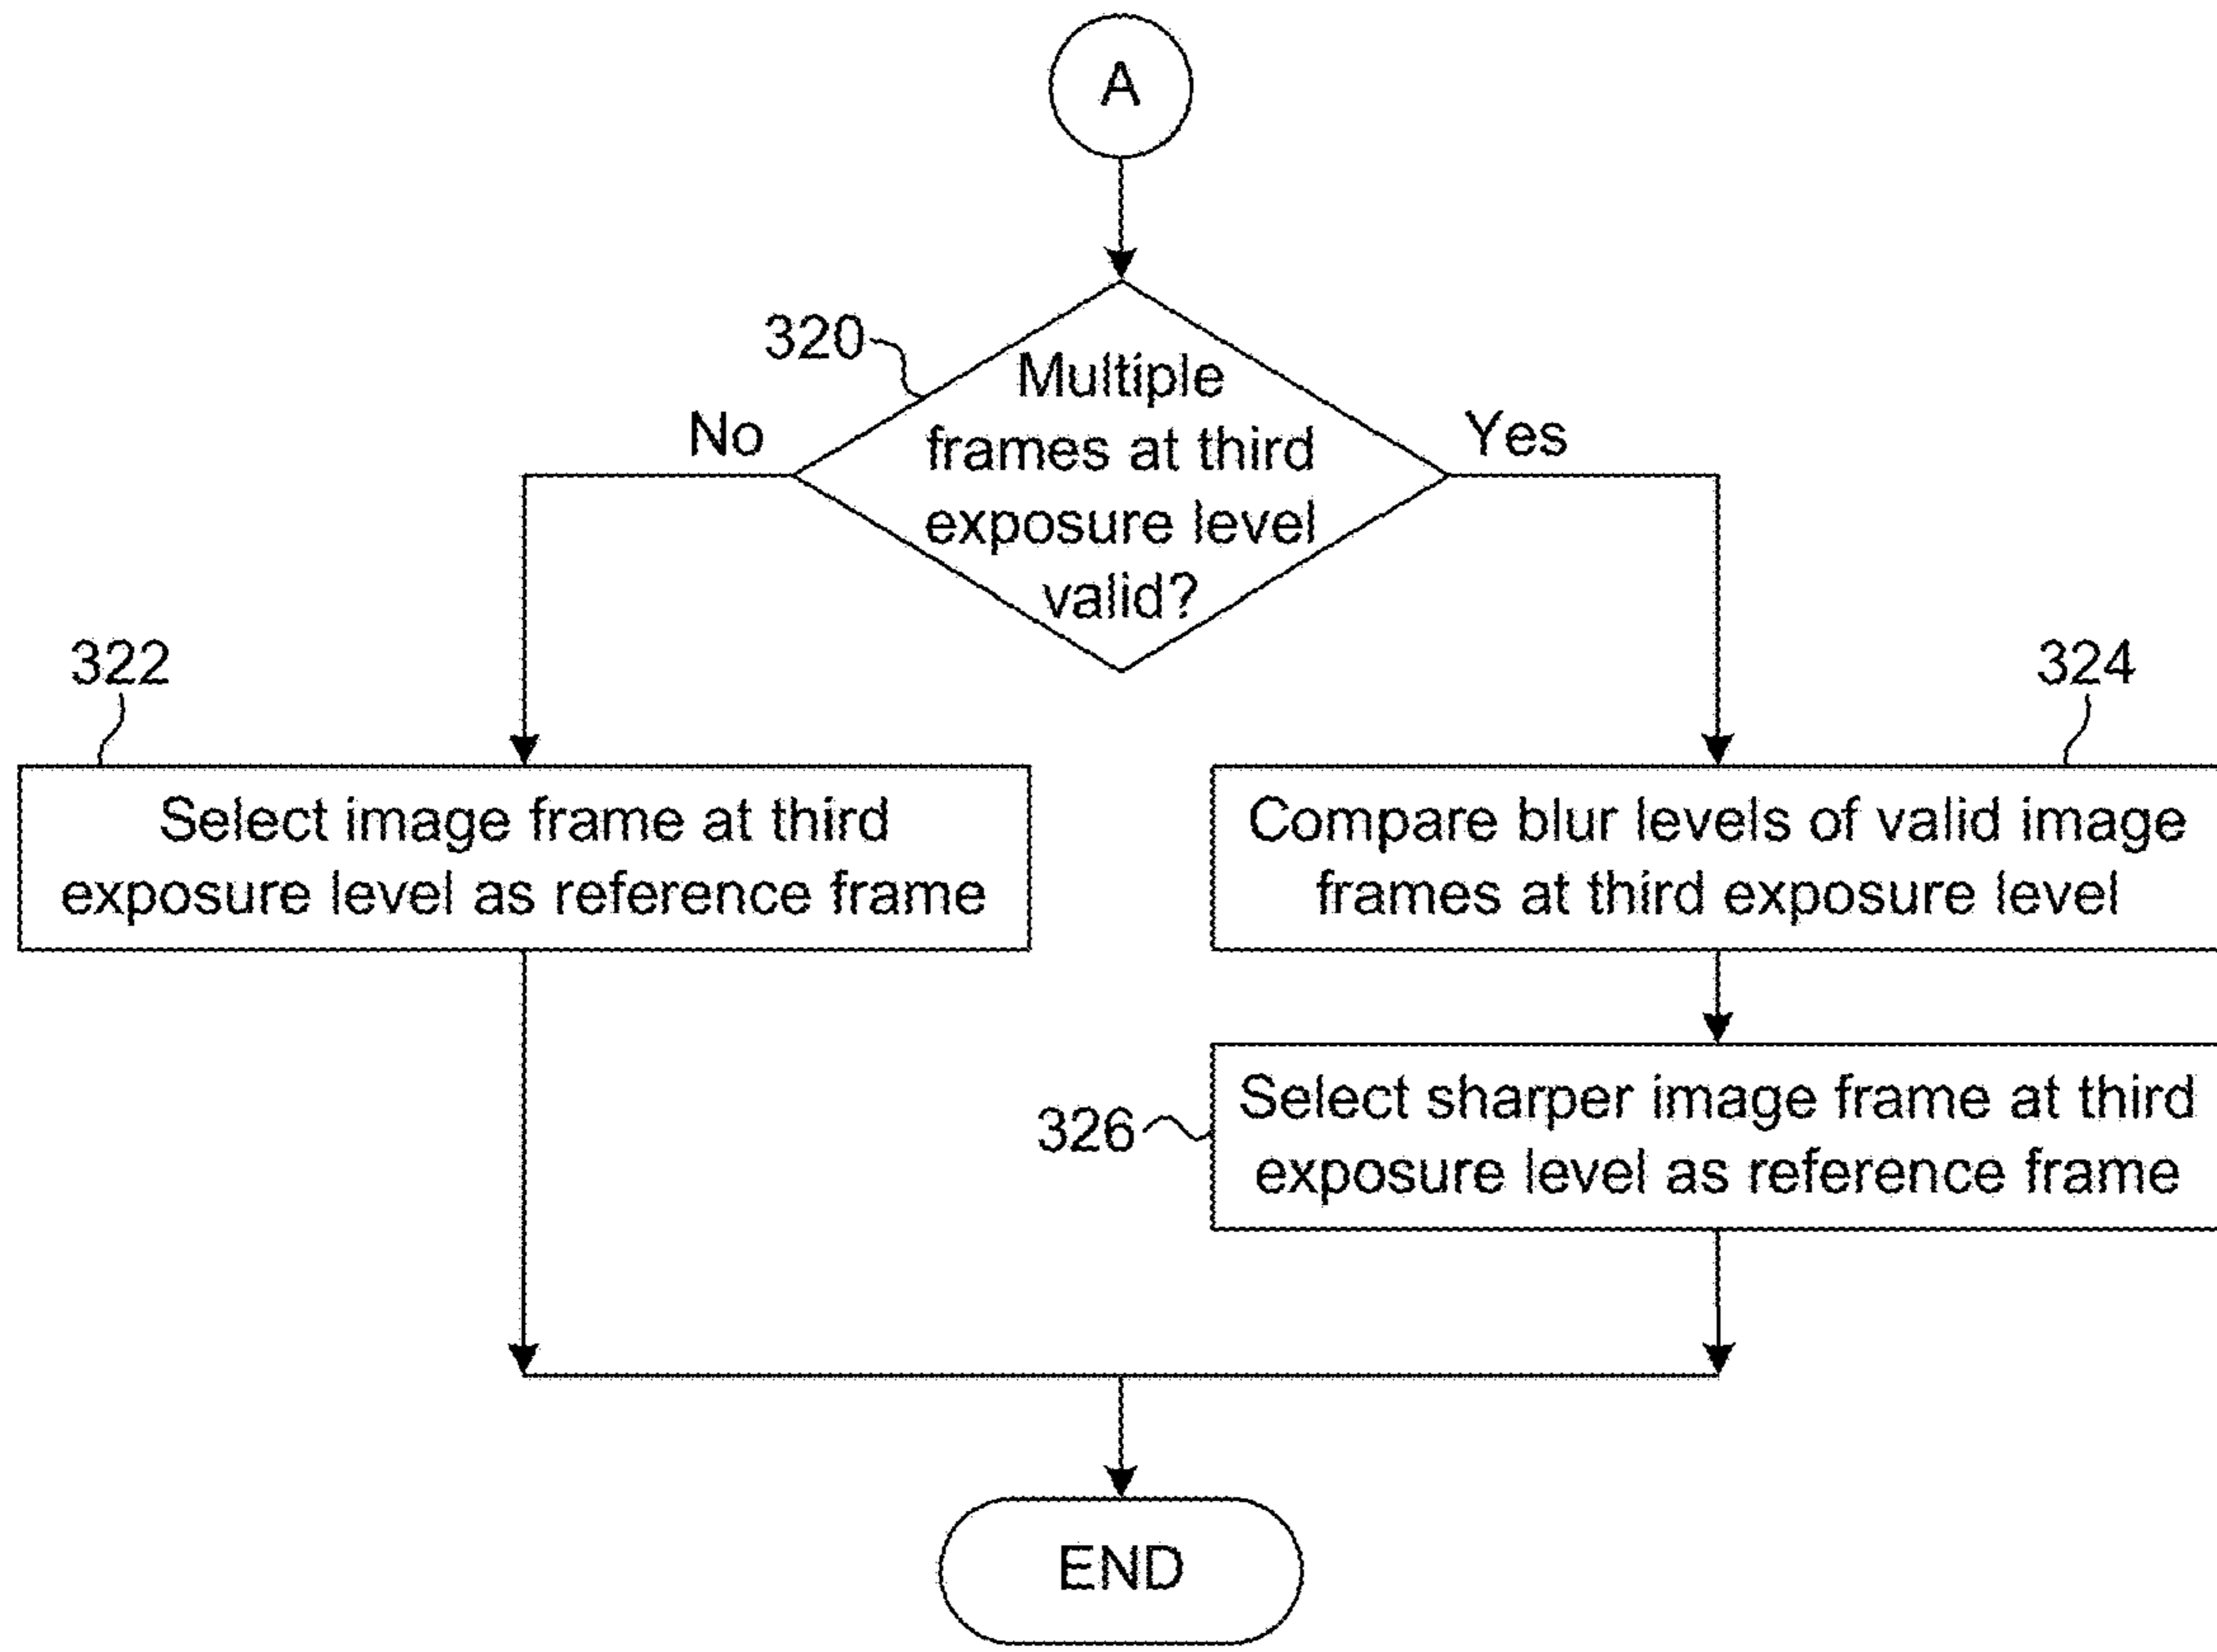 A
320
Multiple
frames at third
exposure level
valid?
No
Yes
322
Select image frame at third
exposure level as reference frame
324
Compare blur levels of valid image
frames at third exposure level
326
Select sharper image frame at third
exposure level as reference frame
END